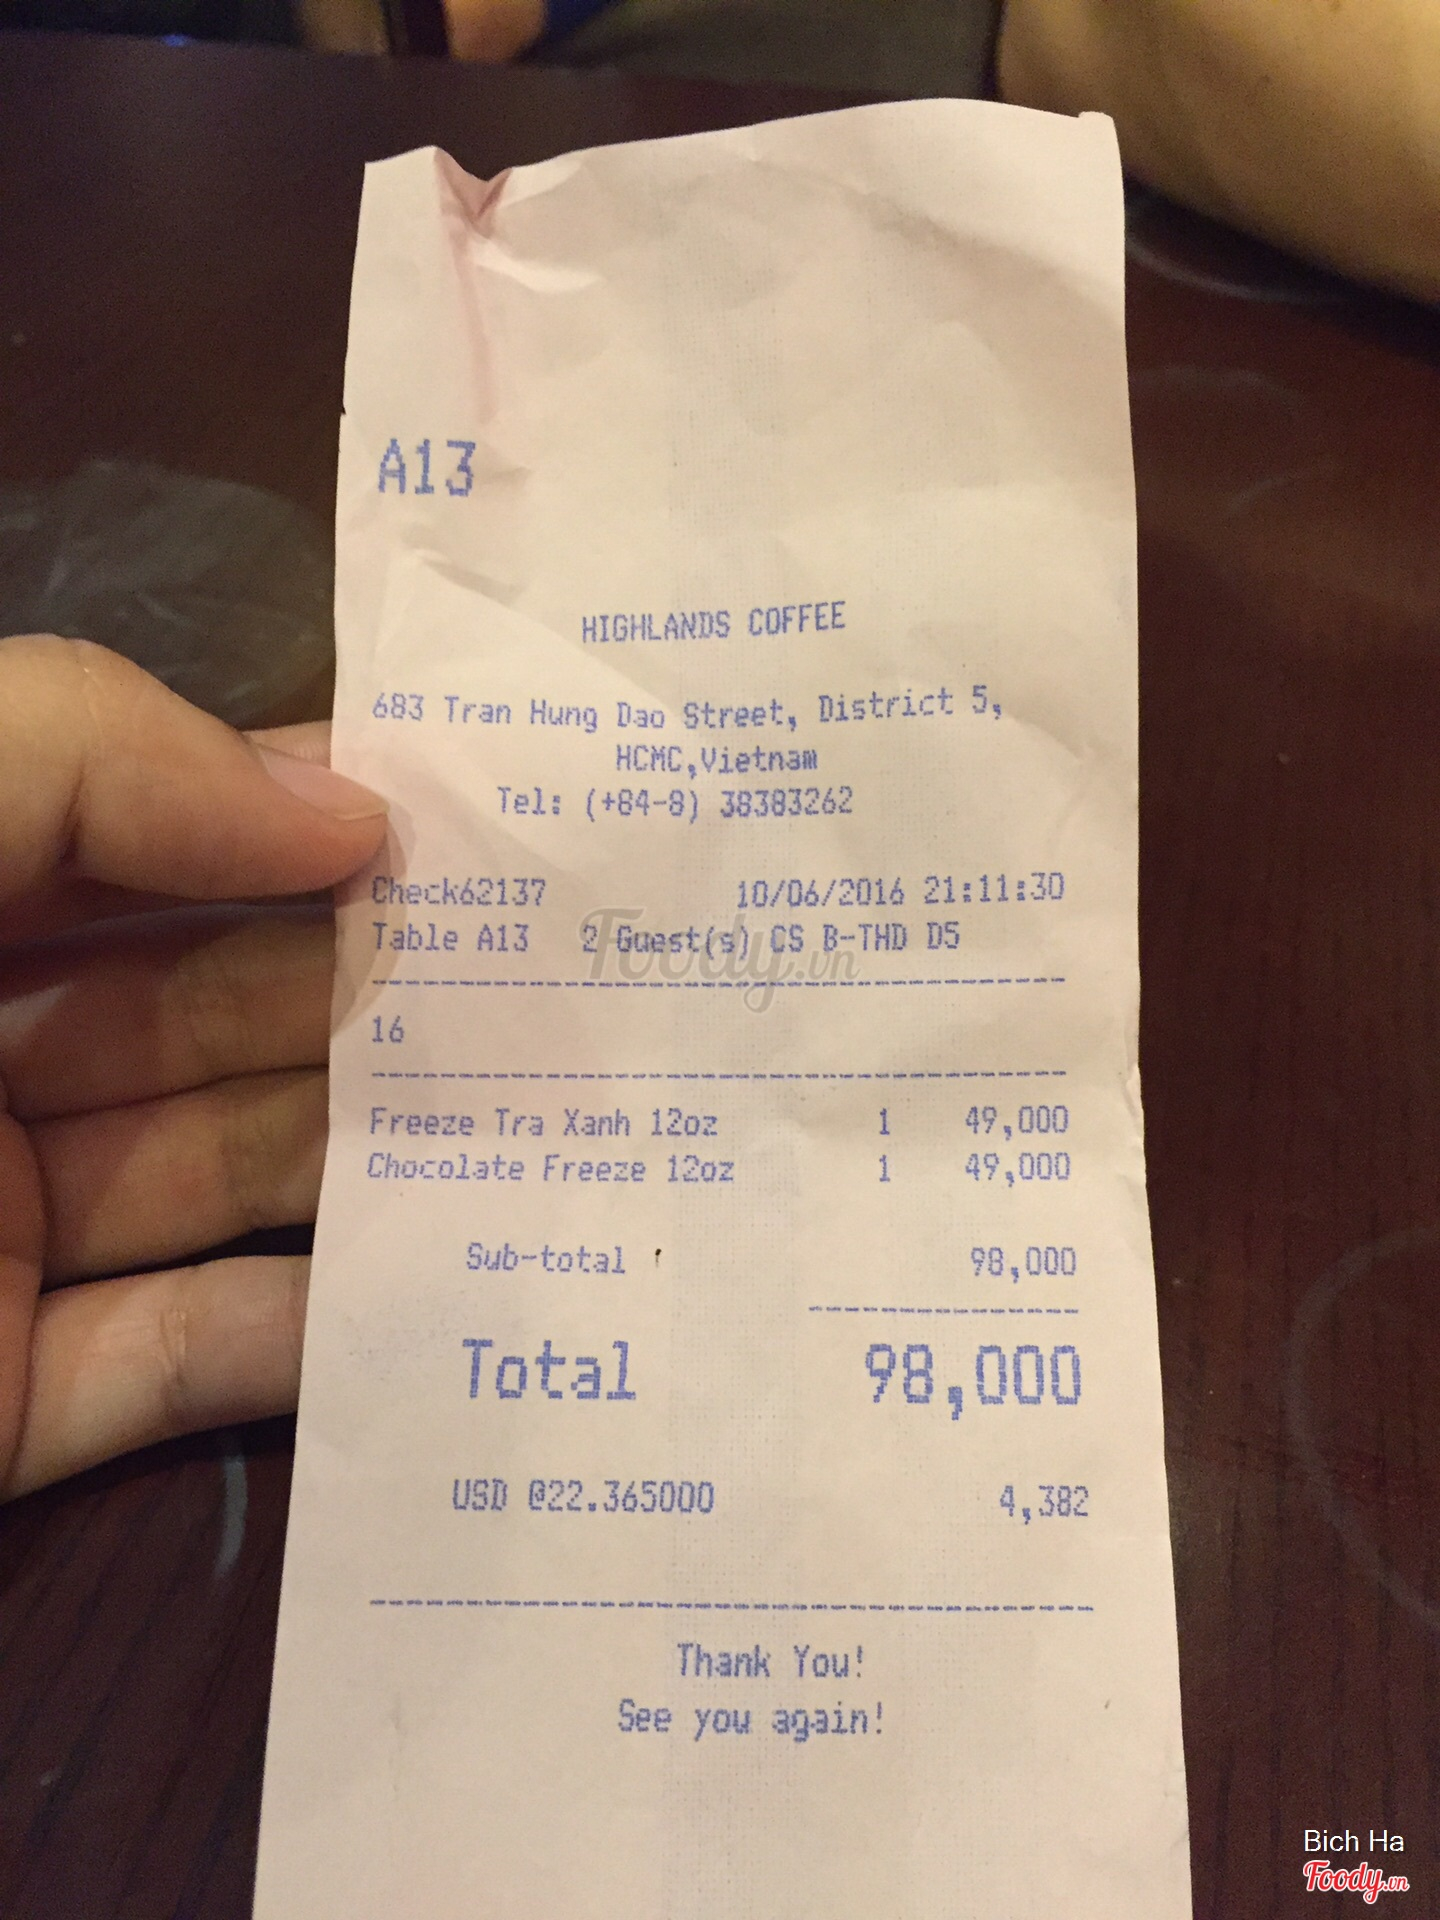 A13
HIGHLANDS COFFEE
683 Tran Hung Dao Street, District 5,
HCMC,Vietnam
Tel: (+84-8) 38383262
Check62137 10/06/2016 21:11:30
Table A13 2 Guest(s) CS B-THD D5
Foody.vn
16
Freeze Tra Xanh 12oz 1 49,000
Chocolate Freeze 12oz 1 49,000
Sub-total 98,000
Total 98,000
USD @22.365000 4,382
Thank You!
See you again!
Bich Ha
Foody.vn